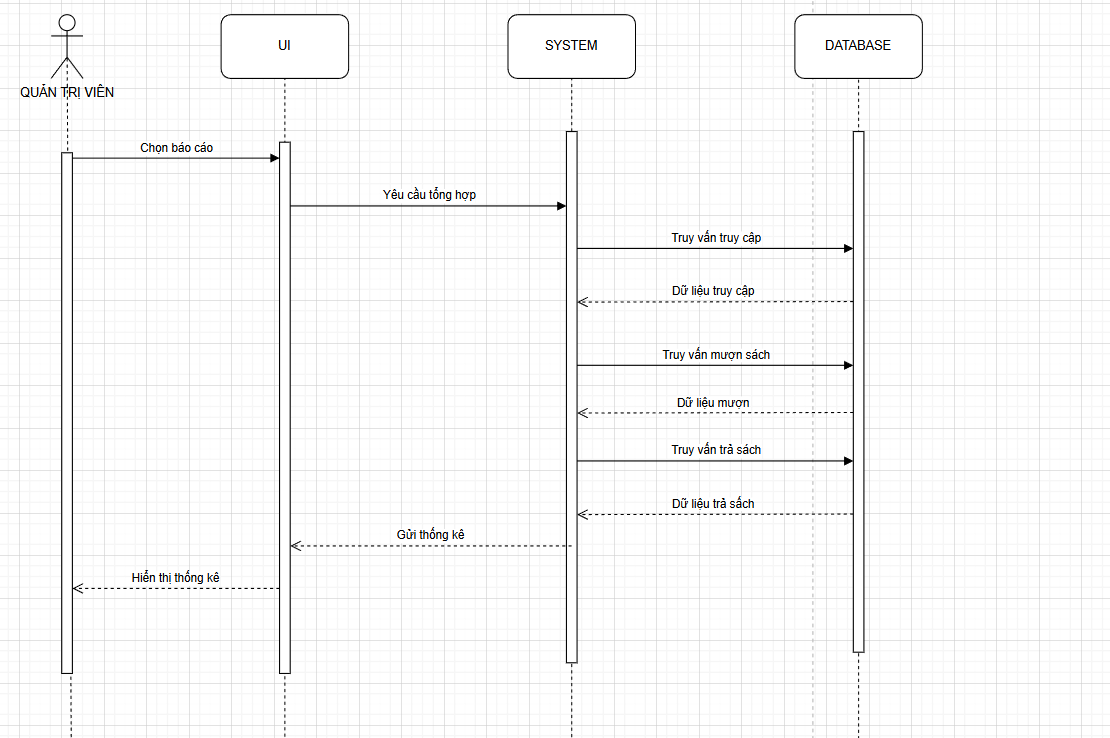 UI
SYSTEM
DATABASE
QUẢN TRỊ VIÊN
Chọn báo cáo
Yêu cầu tổng hợp
Truy vấn truy cập
Dữ liệu truy cập
Truy vấn mượn sách
Dữ liệu mượn
Truy vấn trả sách
Dữ liệu trả sấch
Gửi thống kê
Hiển thị thống kê